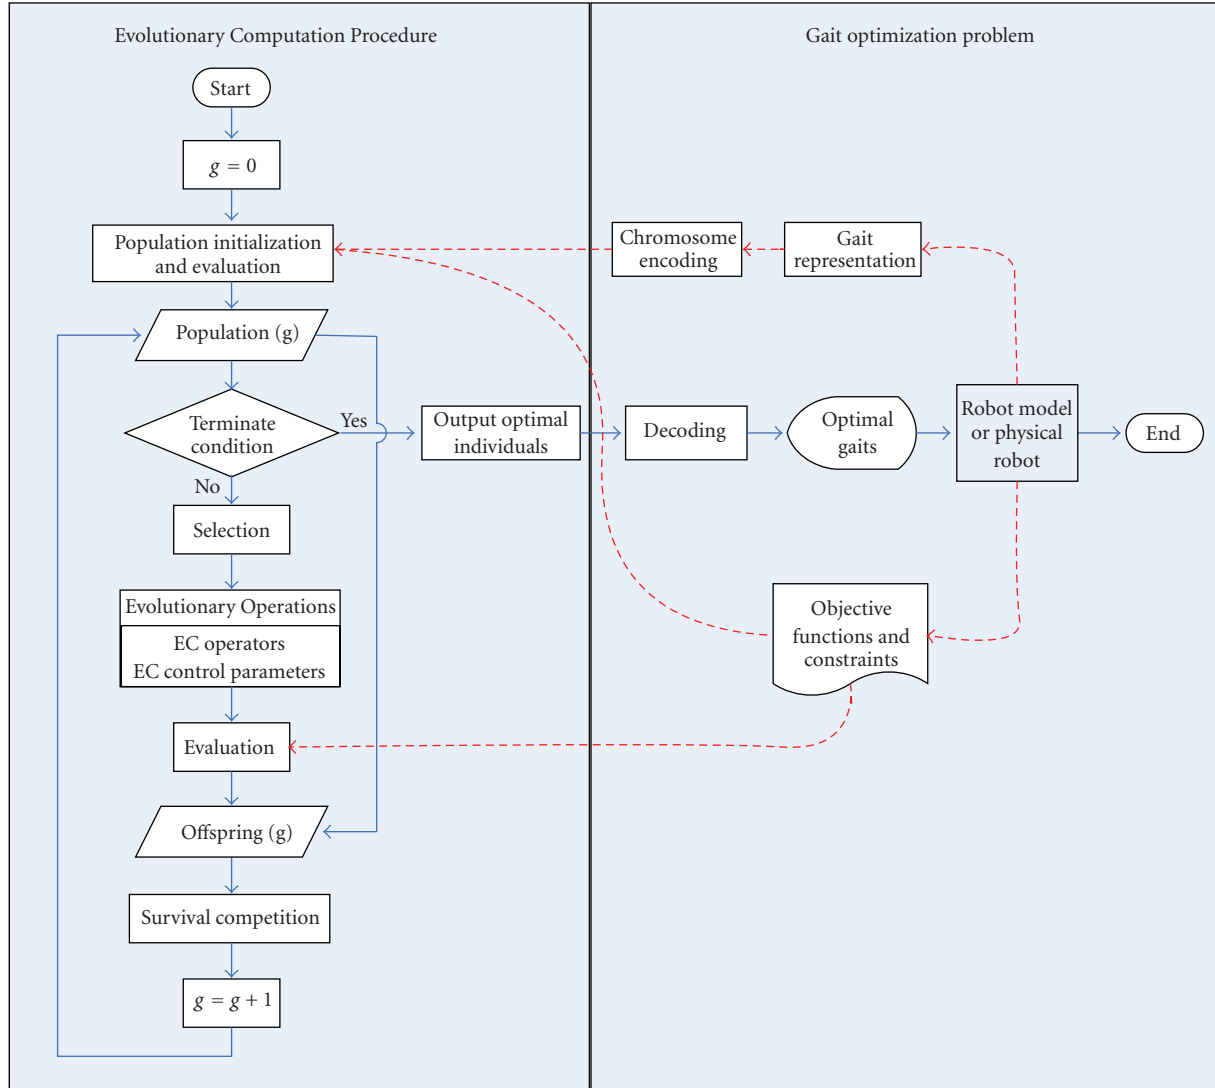 Evolutionary Computation Procedure
Gait optimization problem
Start
g = 0
Population initialization
and evaluation
Chromosome
encoding
Gait
representation
Population (g)
Terminate
condition
Yes
No
Output optimal
individuals
Decoding
Optimal
gaits
Robot model
or physical
robot
End
Selection
Evolutionary Operations
EC operators
EC control parameters
Objective
functions and
constraints
Evaluation
Offspring (g)
Survival competition
g = g + 1